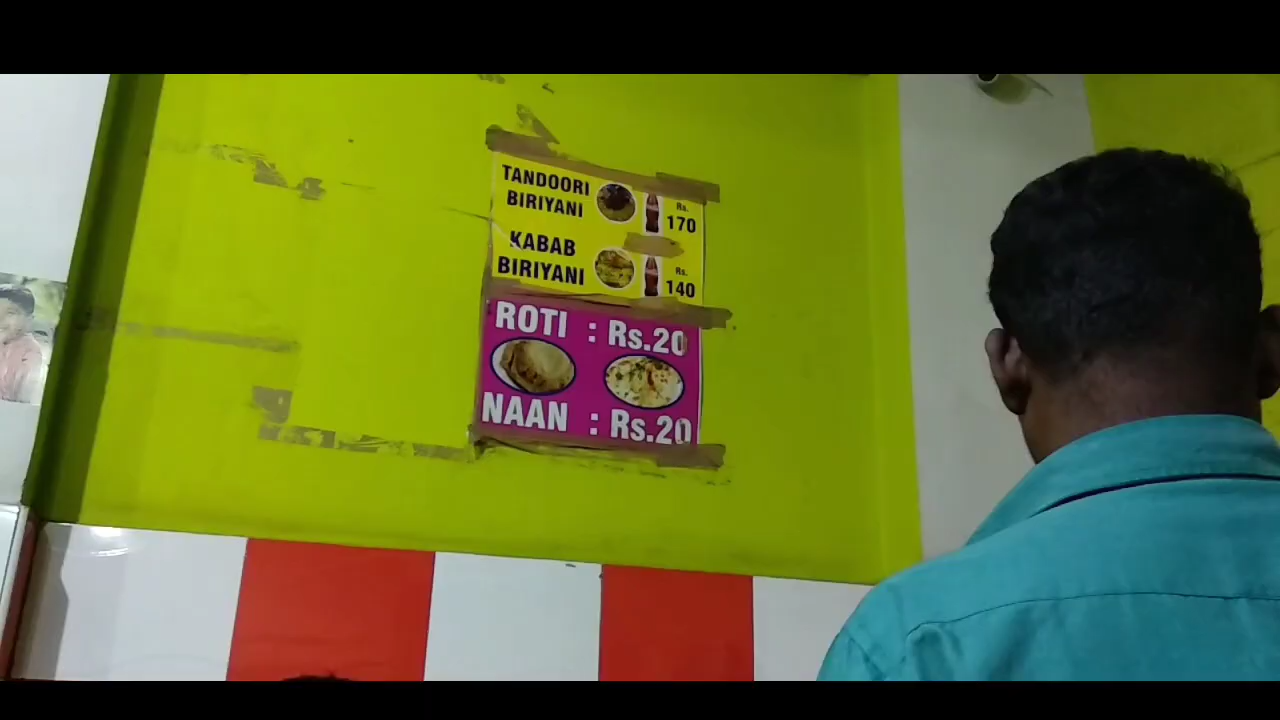 TANDOORI
BIRIYANI
Rs.
170
KABAB
BIRIYANI
Rs.
140
ROTI : Rs.20
NAAN : Rs.20